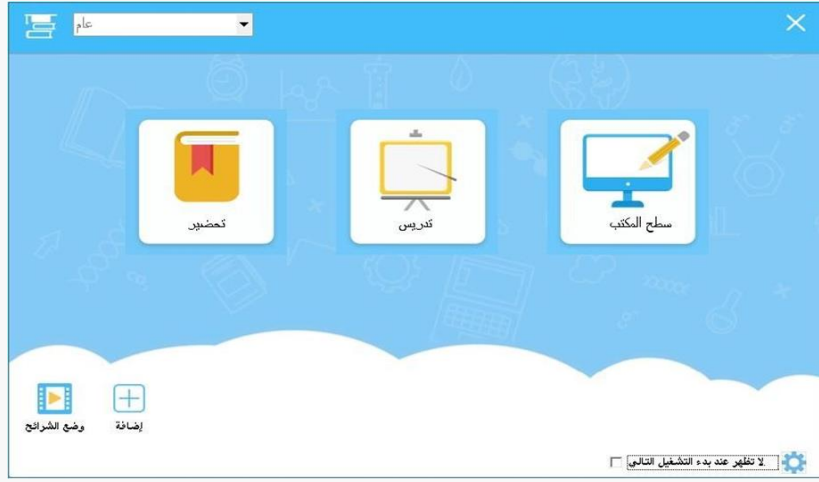 عام
سطح المكتب
تدريس
تحضير
إضافة
وضع الشرائح
لا تظهر عند بدء التشغيل التالي.